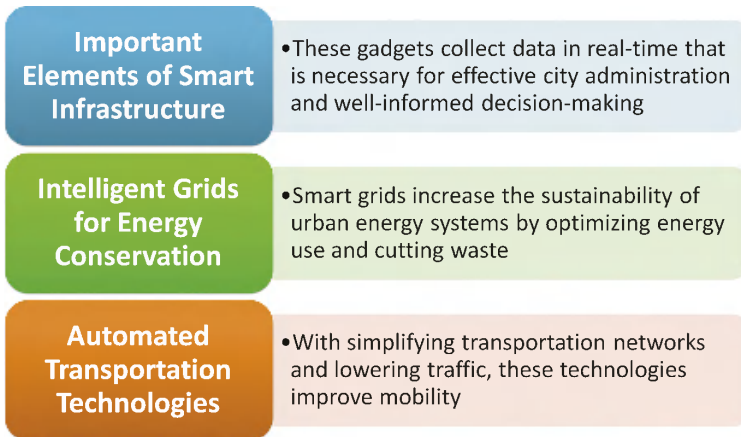 Important
Elements of Smart
Infrastructure
•These gadgets collect data in real-time that
is necessary for effective city administration
and well-informed decision-making
Intelligent Grids
for Energy
Conservation
•Smart grids increase the sustainability of
urban energy systems by optimizing energy
use and cutting waste
Automated
Transportation
Technologies
•With simplifying transportation networks
and lowering traffic, these technologies
improve mobility